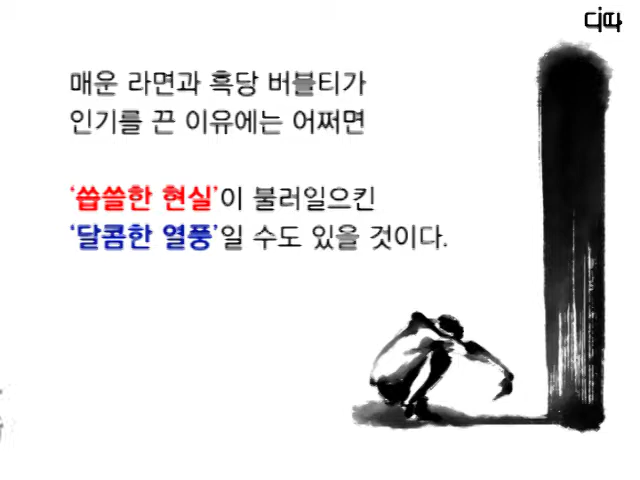 디따
매운 라면과 흑당 버블티가
인기를 끈 이유에는 어쩌면
‘씁쓸한 현실’이 불러일으킨
‘달콤한 열풍’일 수도 있을 것이다.